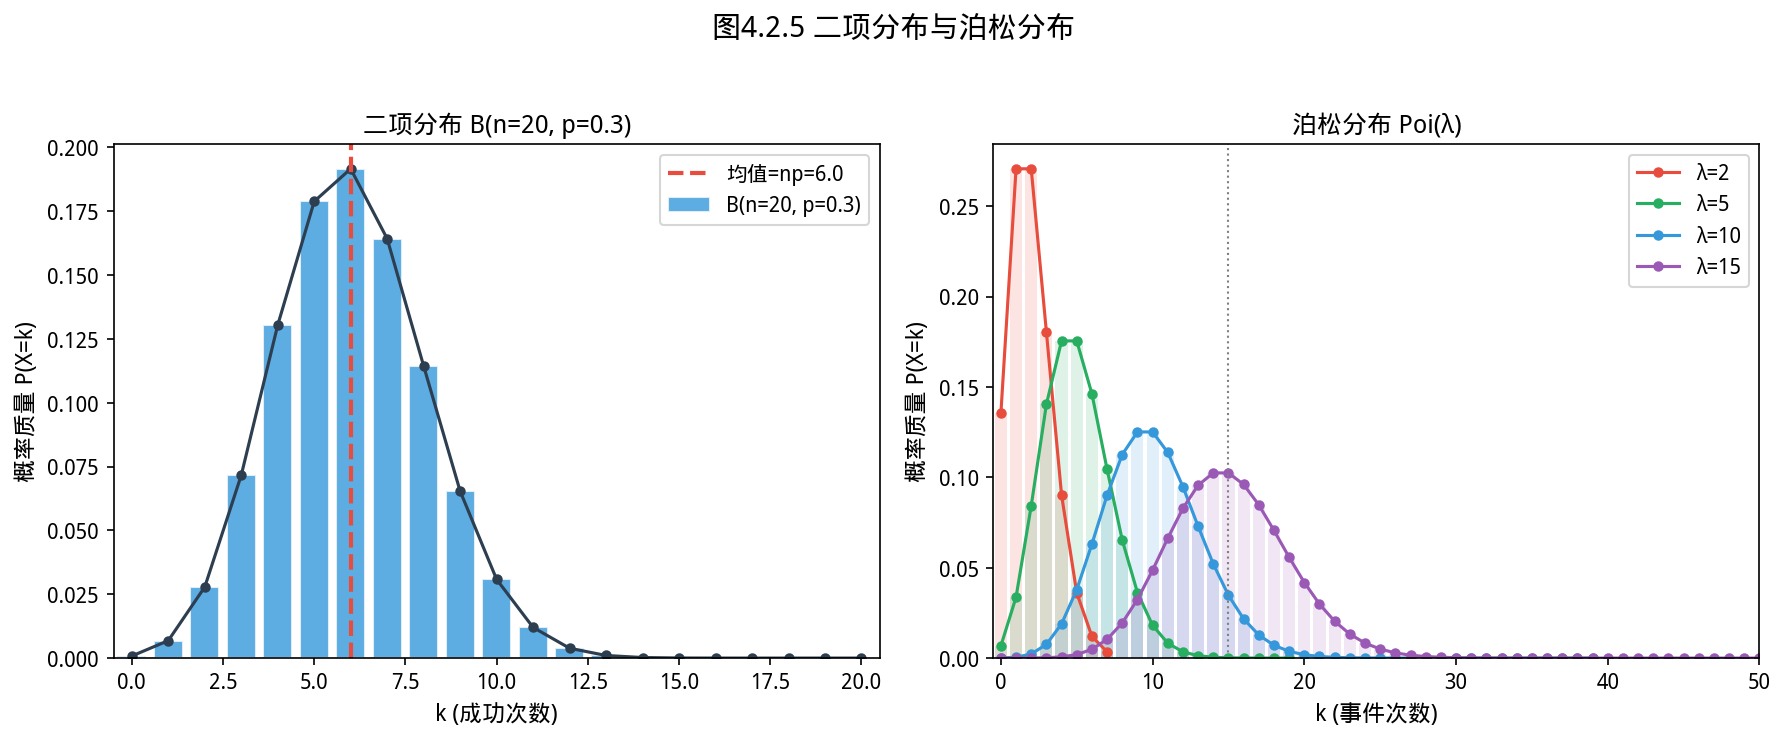 图4.2.5 二项分布与泊松分布
二项分布 B(n=20, p=0.3)
概率质量 P(X=k)
0.200
0.175
0.150
0.125
0.100
0.075
0.050
0.025
0.000
均值=np=6.0
B(n=20, p=0.3)
0.0 2.5 5.0 7.5 10.0 12.5 15.0 17.5 20.0
k (成功次数)
泊松分布 Poi(λ)
概率质量 P(X=k)
0.25
0.20
0.15
0.10
0.05
0.00
λ=2
λ=5
λ=10
λ=15
0 10 20 30 40 50
k (事件次数)